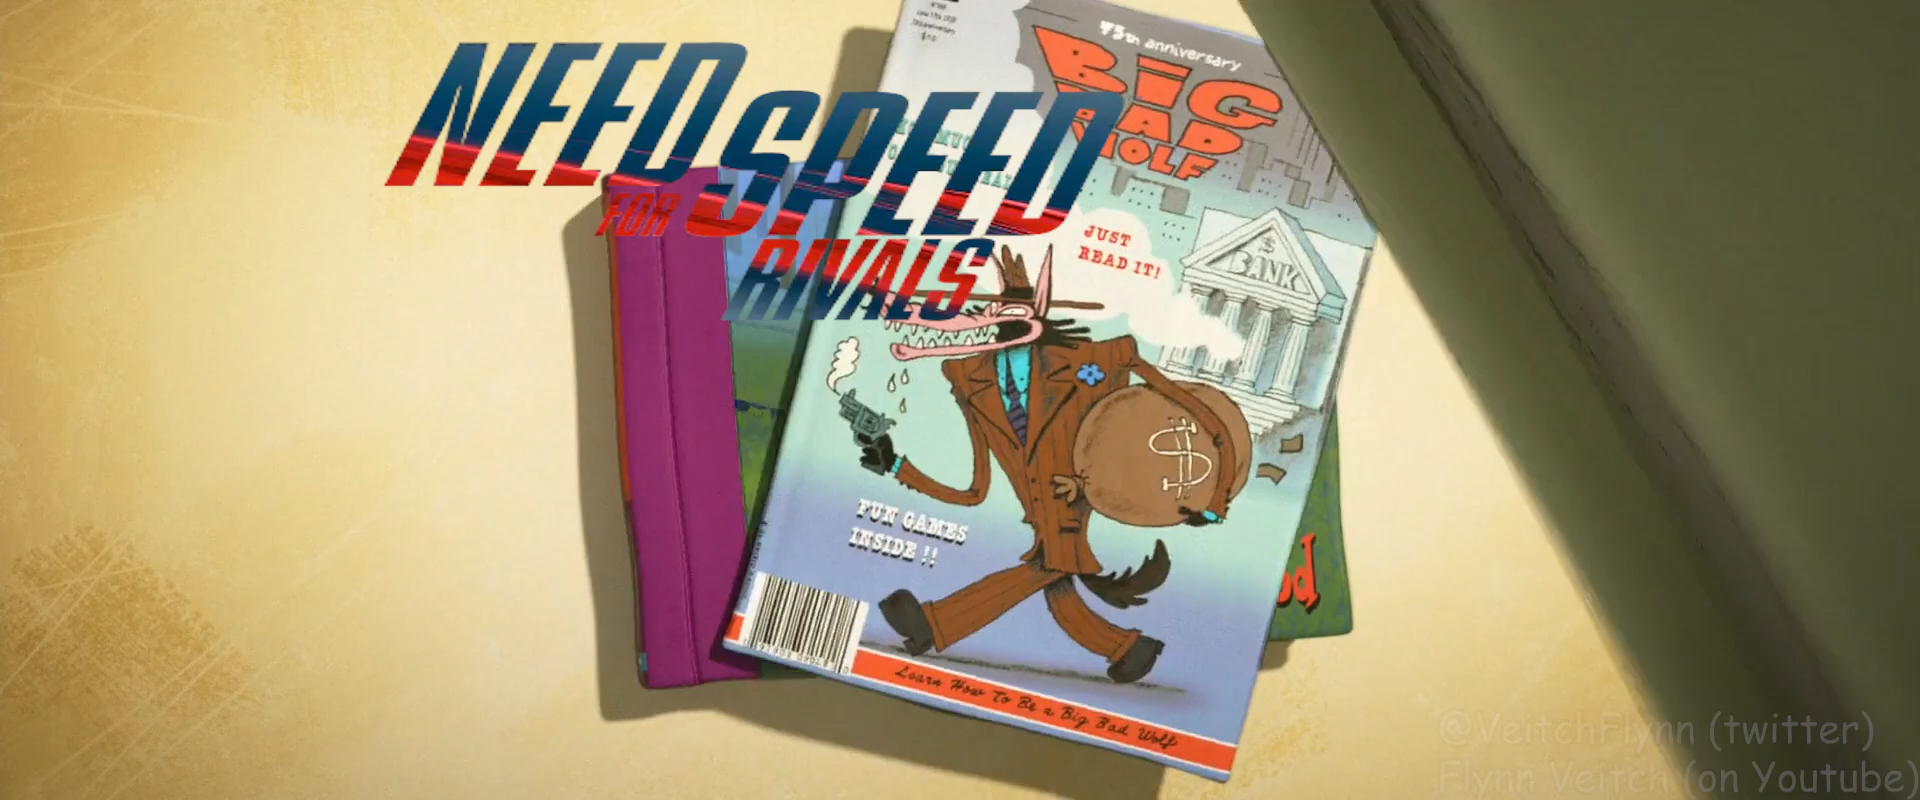 75th anniversary
BIG
BAD
WOLF
NEED
SPEED
FOR
RIVALS
JUST
READ IT!
$
BANK
$
FUN GAMES
INSIDE !!
Learn How To Be a Big Bad Wolf
@VeitchFlynn (twitter)
Flynn Veitch (on Youtube)